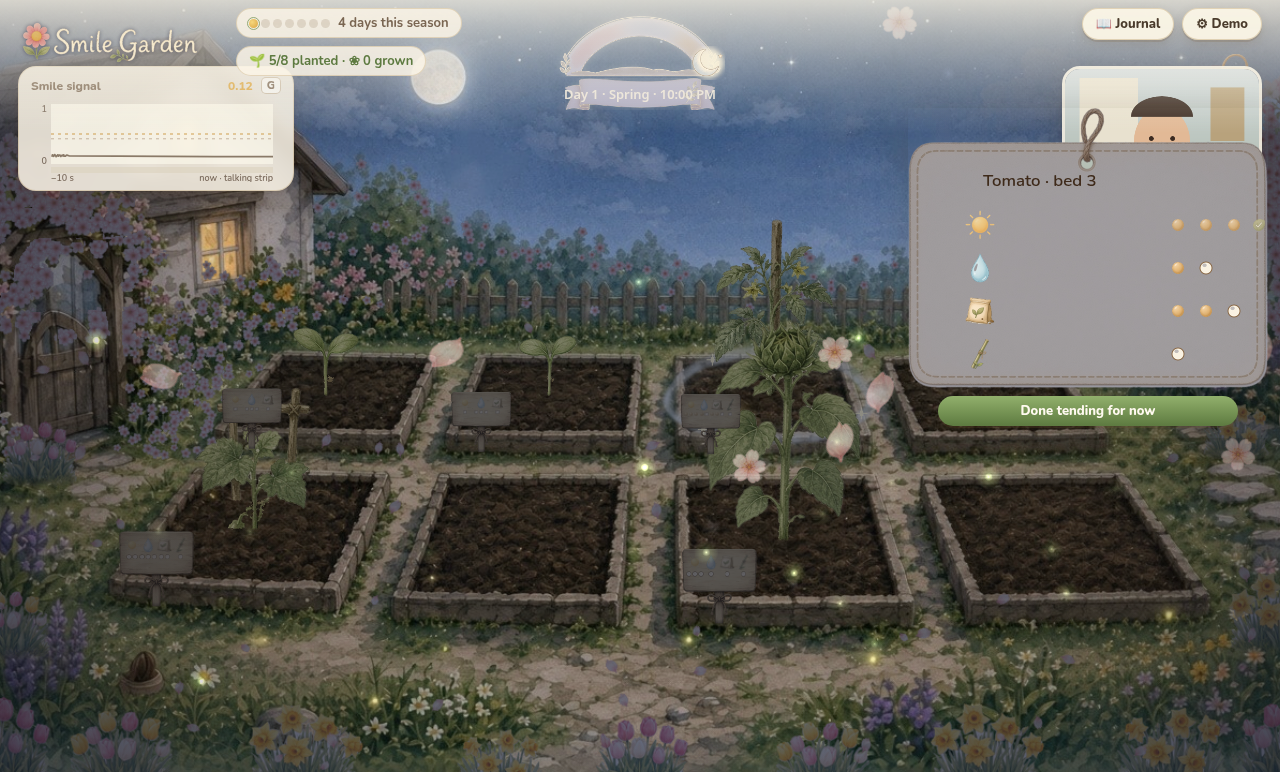 Smile Garden
4 days this season
5/8 planted · 0 grown
Smile signal 0.12 G
1
0
−10 s now · talking strip
Day 1 · Spring · 10:00 PM
Journal
Demo
Tomato · bed 3
Done tending for now